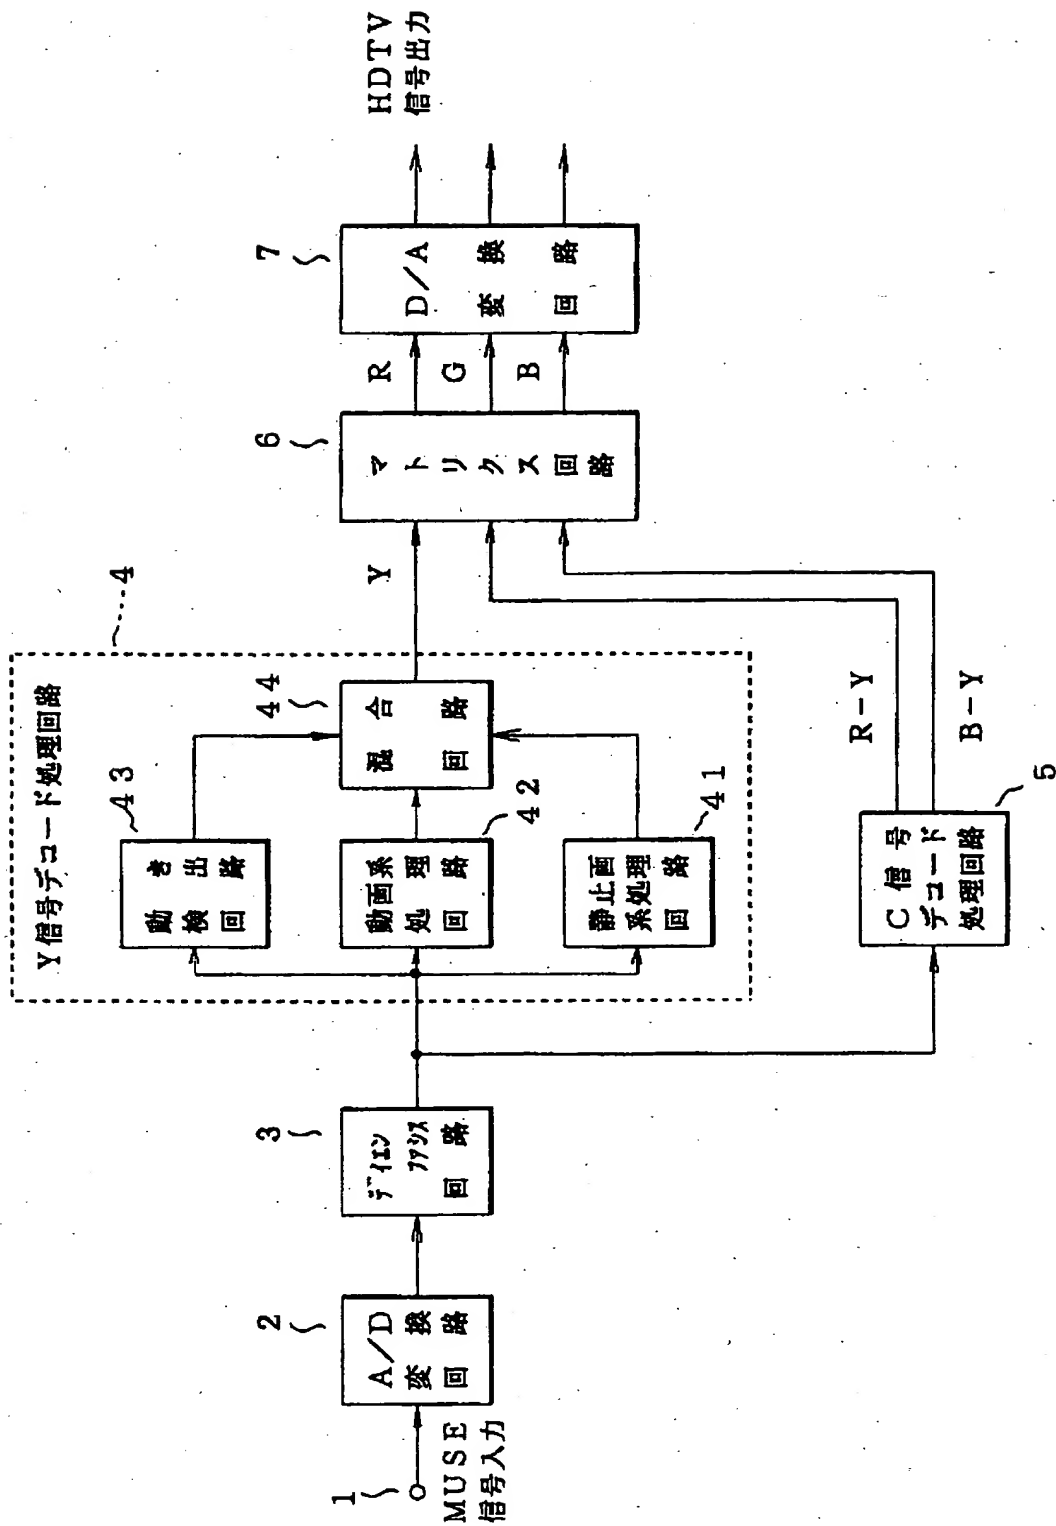 1
MUSE
信号入力
2
A/D
変換
回路
3
ディエン
ファシス
回路
Y信号デコード処理回路
4
43
動き
検出
回路
42
動画系
処理
回路
41
静止画
系処理
回路
44
混合
回路
Y
5
C信号
デコード
処理回路
R-Y
B-Y
6
マトリクス回路
R
G
B
7
D/A
変換
回路
HDTV
信号出力